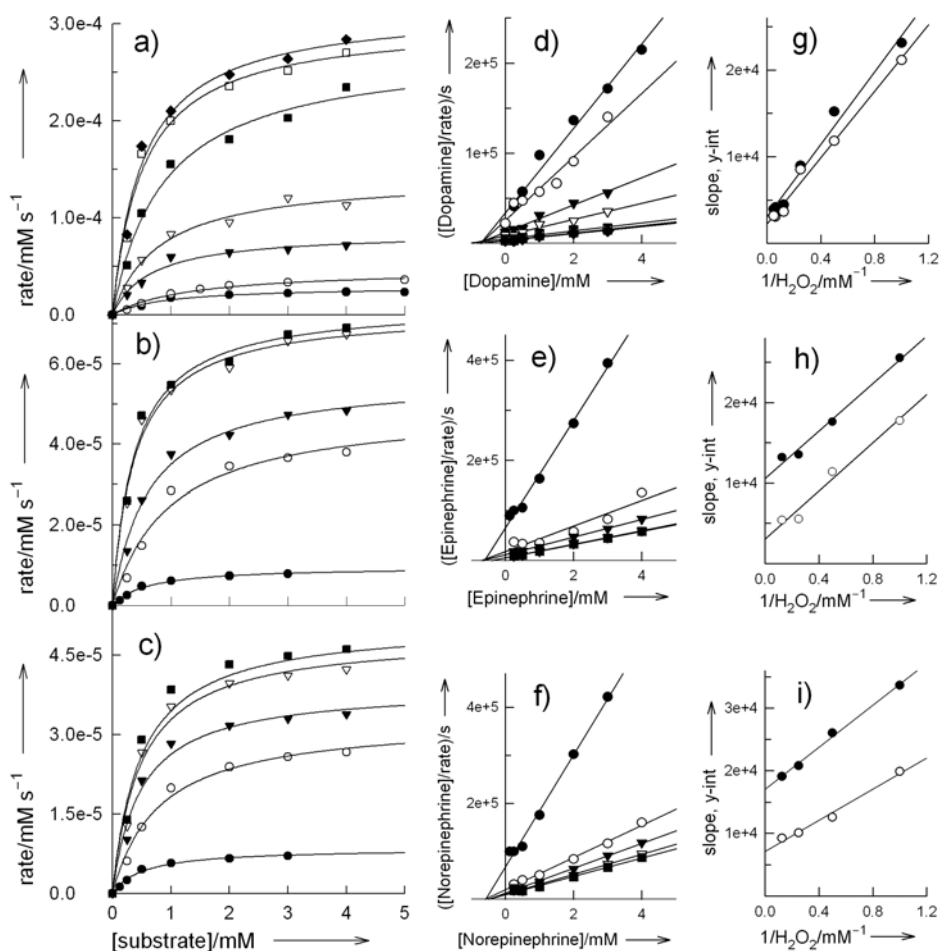 a)
3.0e-4
2.0e-4
1.0e-4
0.0
rate/mM s⁻¹
b)
6.0e-5
4.0e-5
2.0e-5
0.0
rate/mM s⁻¹
c)
4.5e-5
3.0e-5
1.5e-5
0.0
rate/mM s⁻¹
0 1 2 3 4 5
[substrate]/mM
d)
2e+5
1e+5
([Dopamine]/rate)/s
0 2 4
[Dopamine]/mM
e)
4e+5
2e+5
([Epinephrine]/rate)/s
0 2 4
[Epinephrine]/mM
f)
4e+5
2e+5
([Norepinephrine]/rate)/s
0 2 4
[Norepinephrine]/mM
g)
2e+4
1e+4
slope, y-int
0.0 0.4 0.8 1.2
1/H₂O₂/mM⁻¹
h)
2e+4
1e+4
slope, y-int
0.0 0.4 0.8 1.2
1/H₂O₂/mM⁻¹
i)
3e+4
2e+4
1e+4
slope, y-int
0.0 0.4 0.8 1.2
1/H₂O₂/mM⁻¹